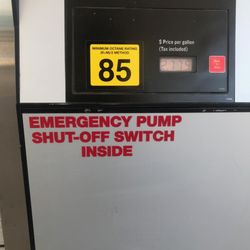 $ Price per gallon
(Tax included)
MINIMUM OCTANE RATING
(R+M)/2 METHOD
85
EMERGENCY PUMP
SHUT-OFF SWITCH
INSIDE